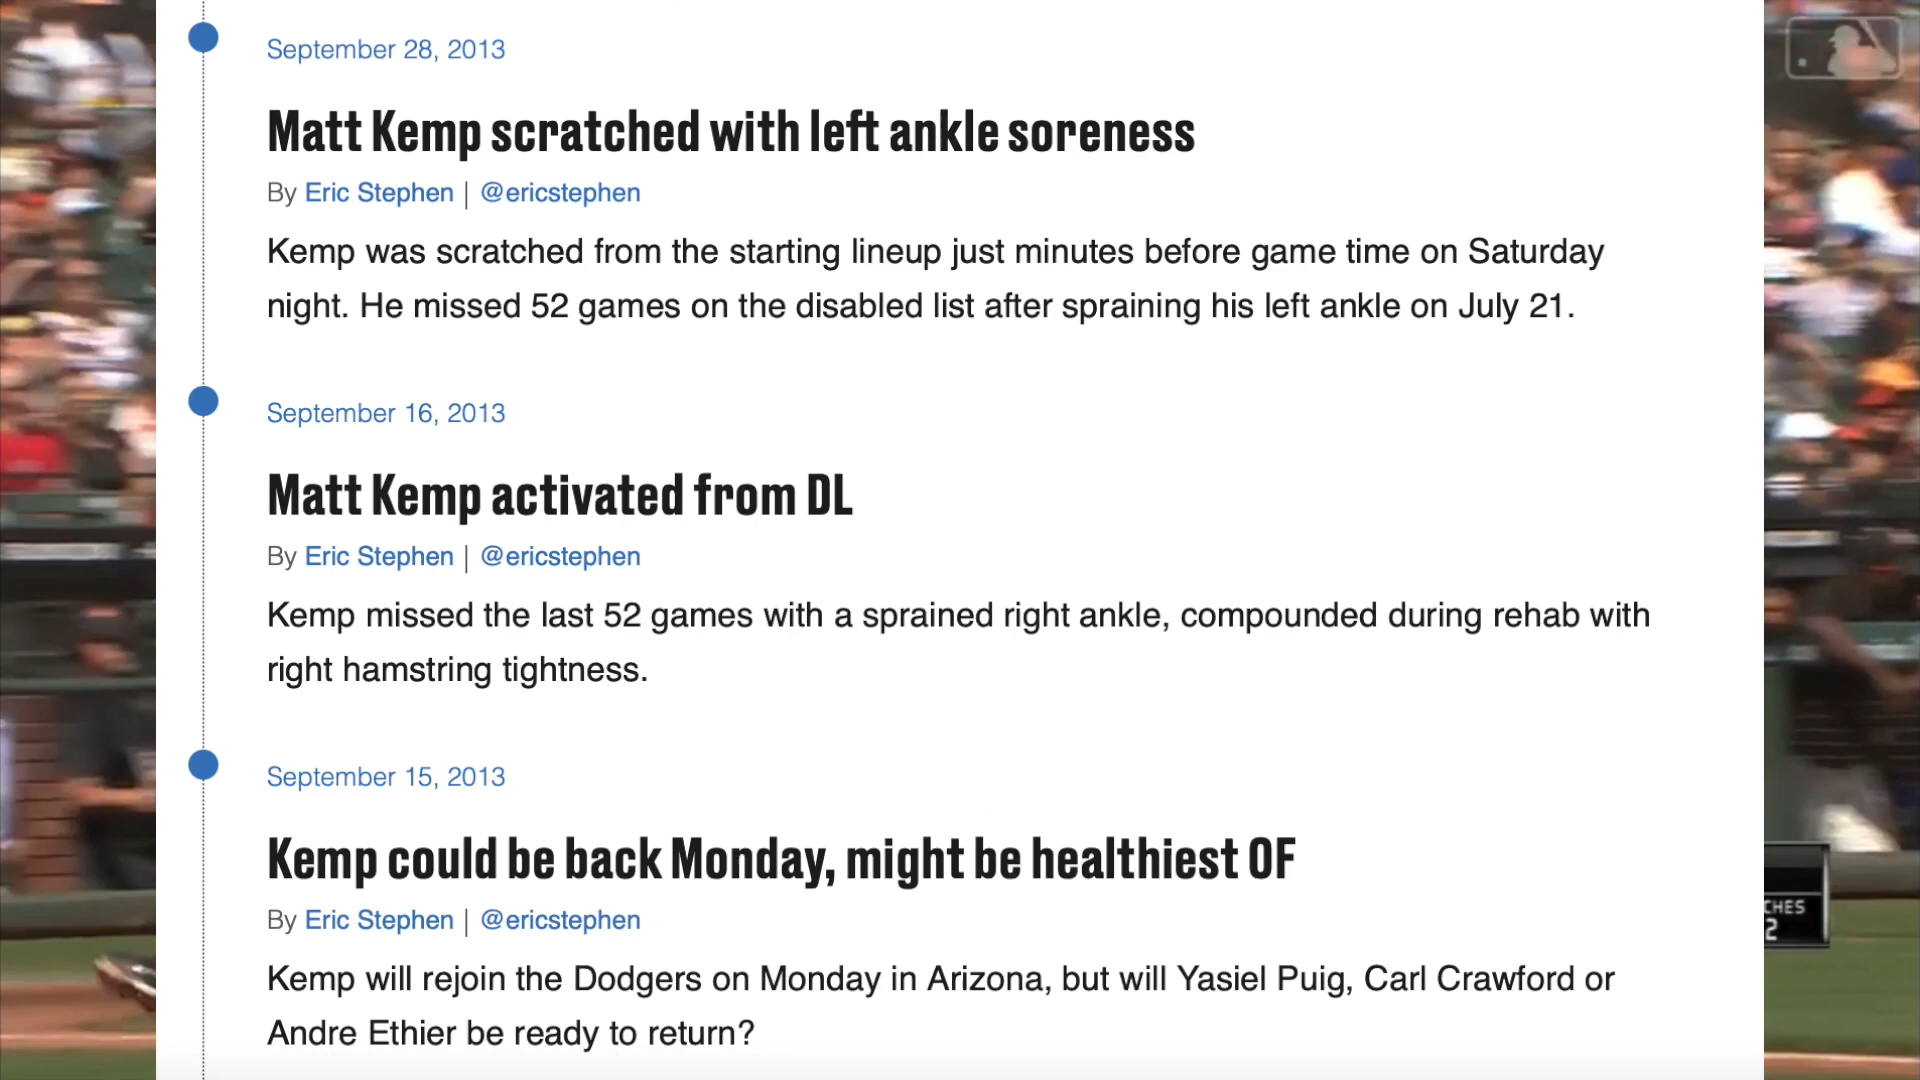 September 28, 2013
Matt Kemp scratched with left ankle soreness
By Eric Stephen | @ericstephen
Kemp was scratched from the starting lineup just minutes before game time on Saturday
night. He missed 52 games on the disabled list after spraining his left ankle on July 21.
September 16, 2013
Matt Kemp activated from DL
By Eric Stephen | @ericstephen
Kemp missed the last 52 games with a sprained right ankle, compounded during rehab with
right hamstring tightness.
September 15, 2013
Kemp could be back Monday, might be healthiest OF
By Eric Stephen | @ericstephen
CHES
2
Kemp will rejoin the Dodgers on Monday in Arizona, but will Yasiel Puig, Carl Crawford or
Andre Ethier be ready to return?